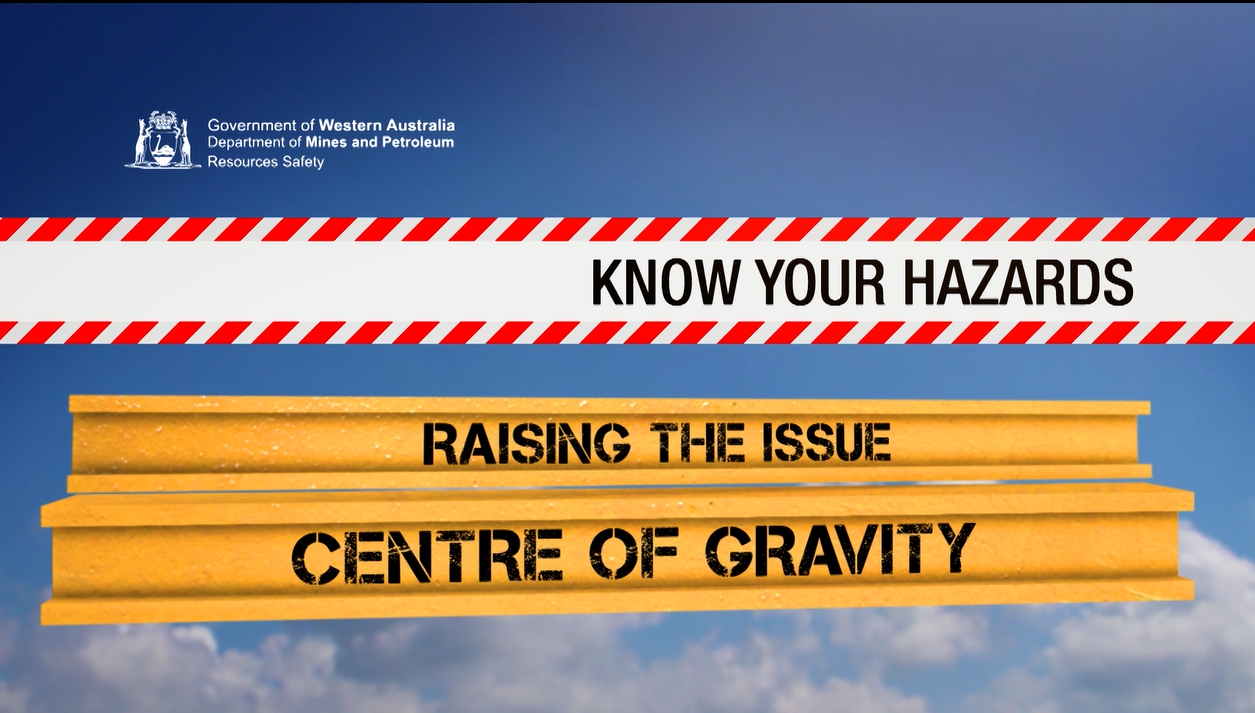 Government of Western Australia
Department of Mines and Petroleum
Resources Safety
KNOW YOUR HAZARDS
RAISING THE ISSUE
CENTRE OF GRAVITY